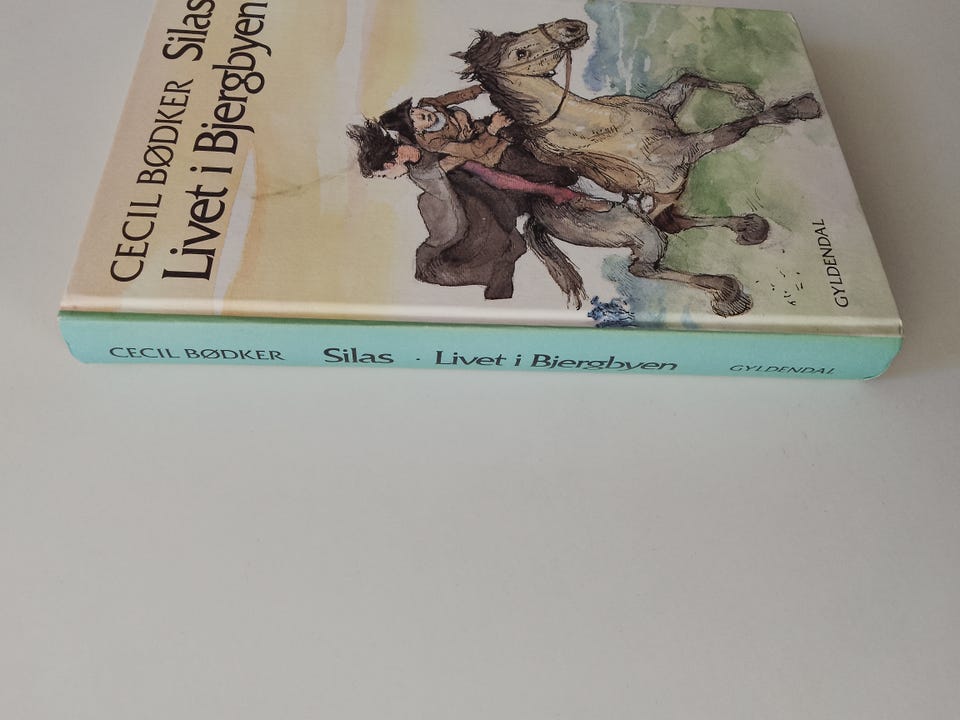 CECIL BØDKER Silas
Livet i Bjergbyen
GYLDENDAL
CECIL BØDKER Silas · Livet i Bjergbyen GYLDENDAL